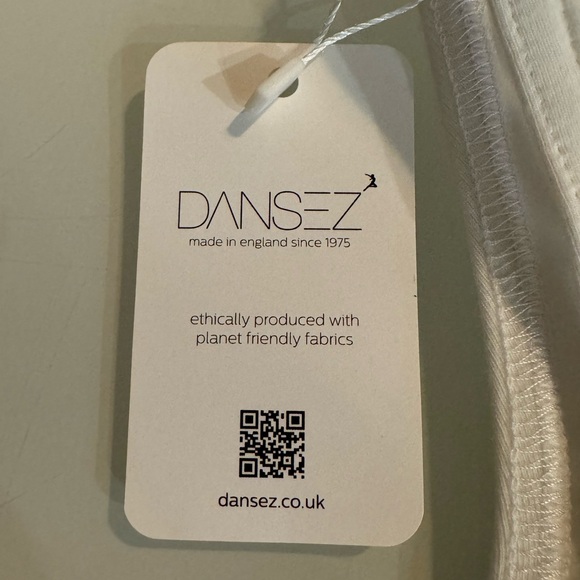 DANSEZ
made in england since 1975
ethically produced with
planet friendly fabrics
dansez.co.uk